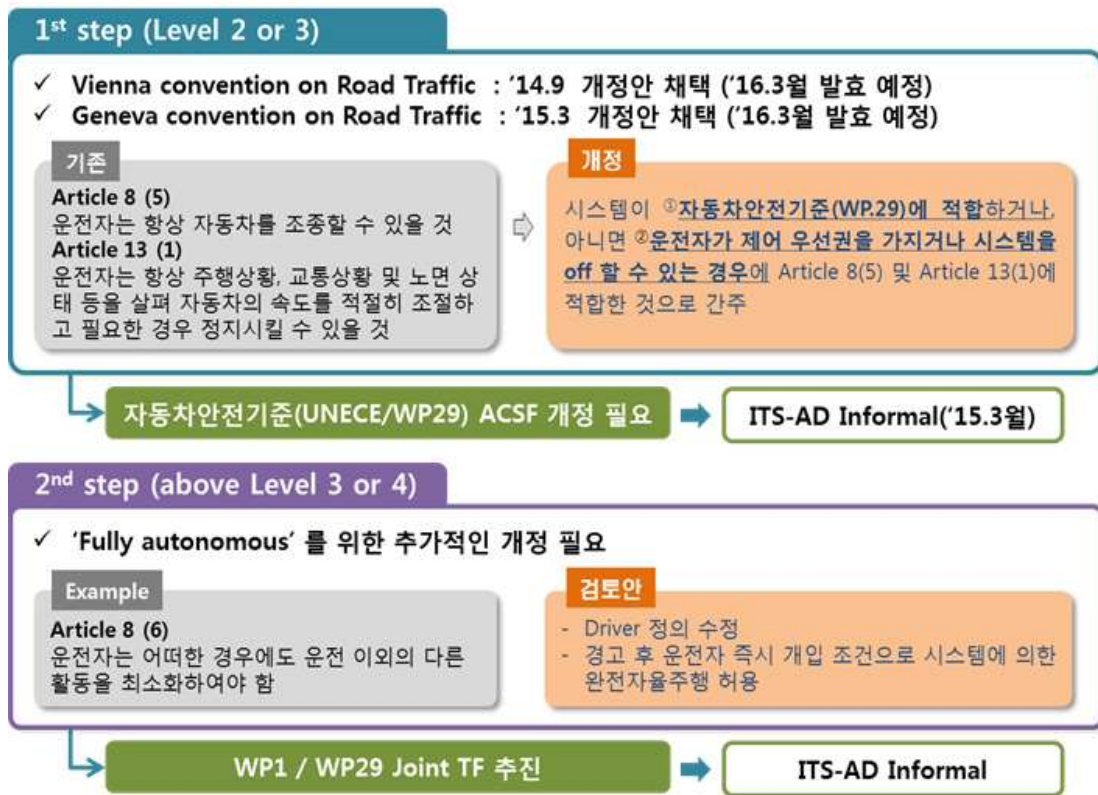 1st step (Level 2 or 3)
✓ Vienna convention on Road Traffic : ’14.9 개정안 채택 (’16.3월 발효 예정)
✓ Geneva convention on Road Traffic : ’15.3 개정안 채택 (’16.3월 발효 예정)
기존
Article 8 (5)
운전자는 항상 자동차를 조종할 수 있을 것
Article 13 (1)
운전자는 항상 주행상황, 교통상황 및 노면 상
태 등을 살펴 자동차의 속도를 적절히 조절하
고 필요한 경우 정지시킬 수 있을 것
개정
시스템이 ①자동차안전기준(WP.29)에 적합하거나,
아니면 ②운전자가 제어 우선권을 가지거나 시스템을
off 할 수 있는 경우에 Article 8(5) 및 Article 13(1)에
적합한 것으로 간주
자동차안전기준(UNECE/WP29) ACSF 개정 필요
ITS-AD Informal(’15.3월)
2nd step (above Level 3 or 4)
✓ ‘Fully autonomous’ 를 위한 추가적인 개정 필요
Example
Article 8 (6)
운전자는 어떠한 경우에도 운전 이외의 다른
활동을 최소화하여야 함
검토안
- Driver 정의 수정
- 경고 후 운전자 즉시 개입 조건으로 시스템에 의한
완전자율주행 허용
WP1 / WP29 Joint TF 추진
ITS-AD Informal